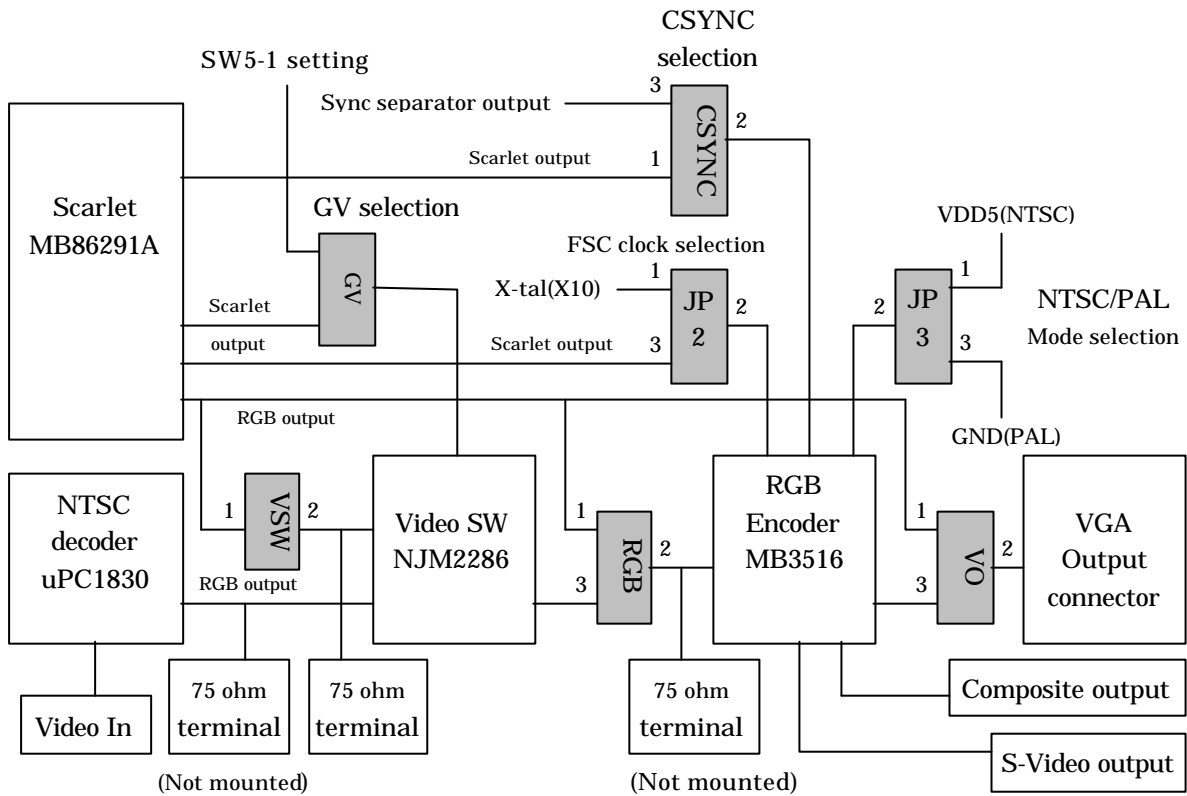 CSYNC
selection
SW5-1 setting
3
Sync separator output
CSYNC
2
Scarlet output
1
Scarlet
MB86291A
GV selection
VDD5(NTSC)
FSC clock selection
GV
1
X-tal(X10)
JP
2
2
1
JP
3
2
NTSC/PAL
Mode selection
Scarlet
output
Scarlet output
3
3
RGB output
GND(PAL)
NTSC
decoder
uPC1830
1
VSW
2
Video SW
NJM2286
1
RGB
2
3
RGB
Encoder
MB3516
1
VO
2
3
VGA
Output
connector
RGB output
75 ohm
terminal
75 ohm
terminal
75 ohm
terminal
Video In
Composite output
S-Video output
(Not mounted)
(Not mounted)